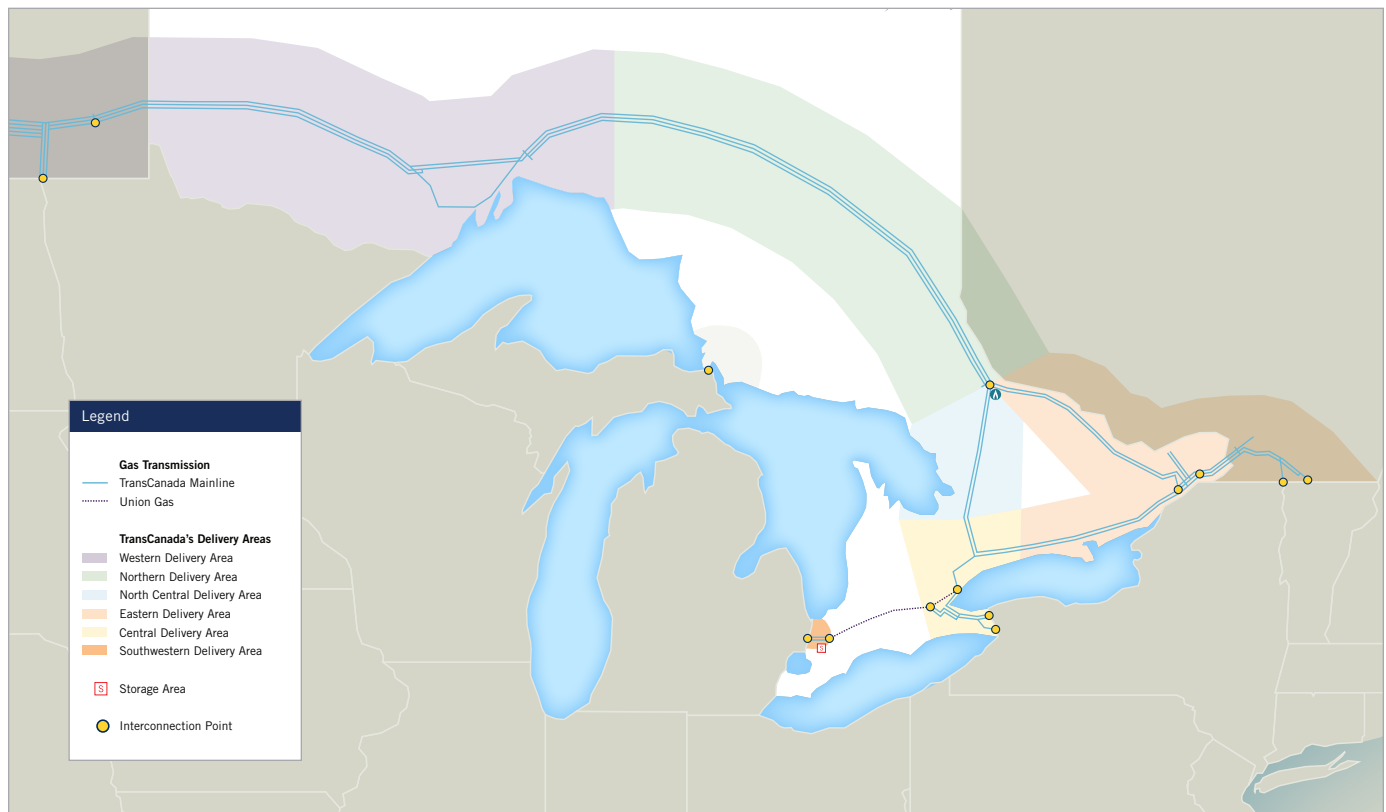 Legend
Gas Transmission
TransCanada Mainline
Union Gas
TransCanada's Delivery Areas
Western Delivery Area
Northern Delivery Area
North Central Delivery Area
Eastern Delivery Area
Central Delivery Area
Southwestern Delivery Area
S Storage Area
Interconnection Point
S